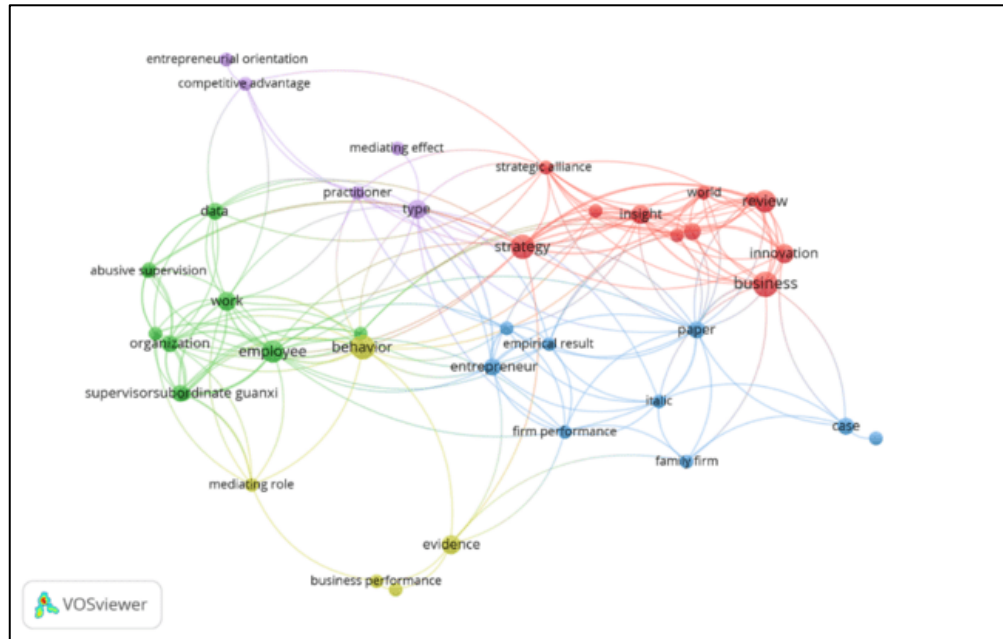 entrepreneurial orientation
competitive advantage
mediating effect
strategic alliance
practitioner
world
review
type
insight
data
strategy
innovation
abusive supervision
business
work
paper
organization
employee
behavior
empirical result
entrepreneur
supervisorsubordinate guanxi
italic
firm performance
case
family firm
mediating role
evidence
business performance
VOSviewer